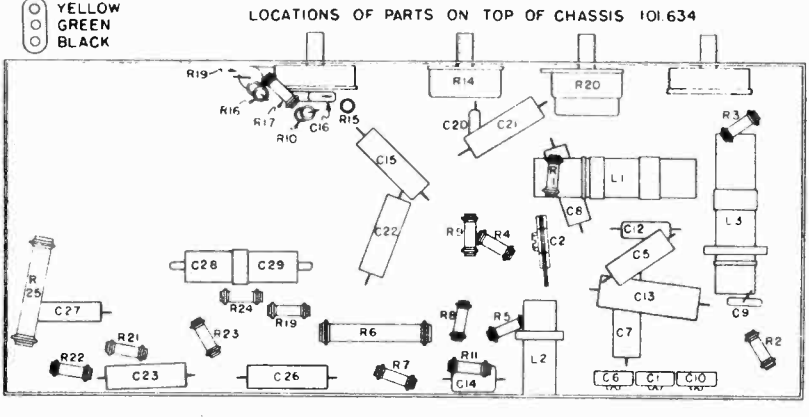 YELLOW
GREEN
BLACK
LOCATIONS OF PARTS ON TOP OF CHASSIS 101.634
R19
R16
R17
R10
C16
R15
R14
R20
C20
C21
R3
C15
R1
L1
C8
L3
C22
R9
R4
C2
C12
C5
C28
C29
R25
C27
R24
R19
R23
R21
R22
C23
C26
R6
R8
R5
R7
R11
C14
L2
C13
C7
C9
R2
C6
C1
C10